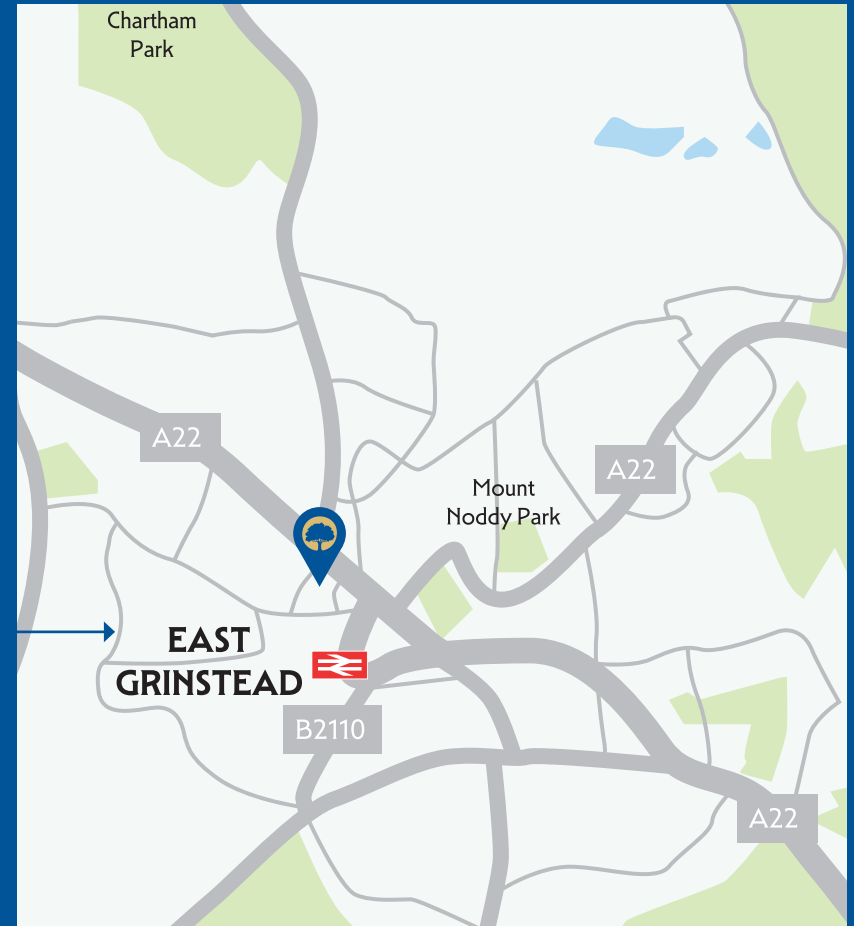 Chartham
Park
A22
A22
Mount
Noddy Park
EAST
GRINSTEAD
B2110
A22